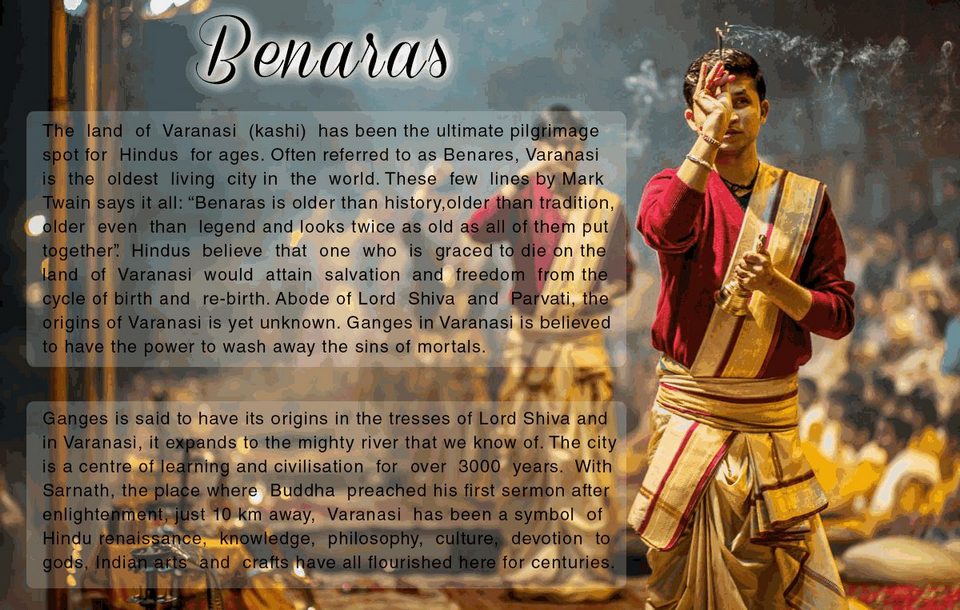 Benaras
The land of Varanasi (kashi) has been the ultimate pilgrimage
spot for Hindus for ages. Often referred to as Benares, Varanasi
is the oldest living city in the world. These few lines by Mark
Twain says it all: “Benaras is older than history,older than tradition,
older even than legend and looks twice as old as all of them put
together”. Hindus believe that one who is graced to die on the
land of Varanasi would attain salvation and freedom from the
cycle of birth and re-birth. Abode of Lord Shiva and Parvati, the
origins of Varanasi is yet unknown. Ganges in Varanasi is believed
to have the power to wash away the sins of mortals.
Ganges is said to have its origins in the tresses of Lord Shiva and
in Varanasi, it expands to the mighty river that we know of. The city
is a centre of learning and civilisation for over 3000 years. With
Sarnath, the place where Buddha preached his first sermon after
enlightenment, just 10 km away, Varanasi has been a symbol of
Hindu renaissance, knowledge, philosophy, culture, devotion to
gods, Indian arts and crafts have all flourished here for centuries.